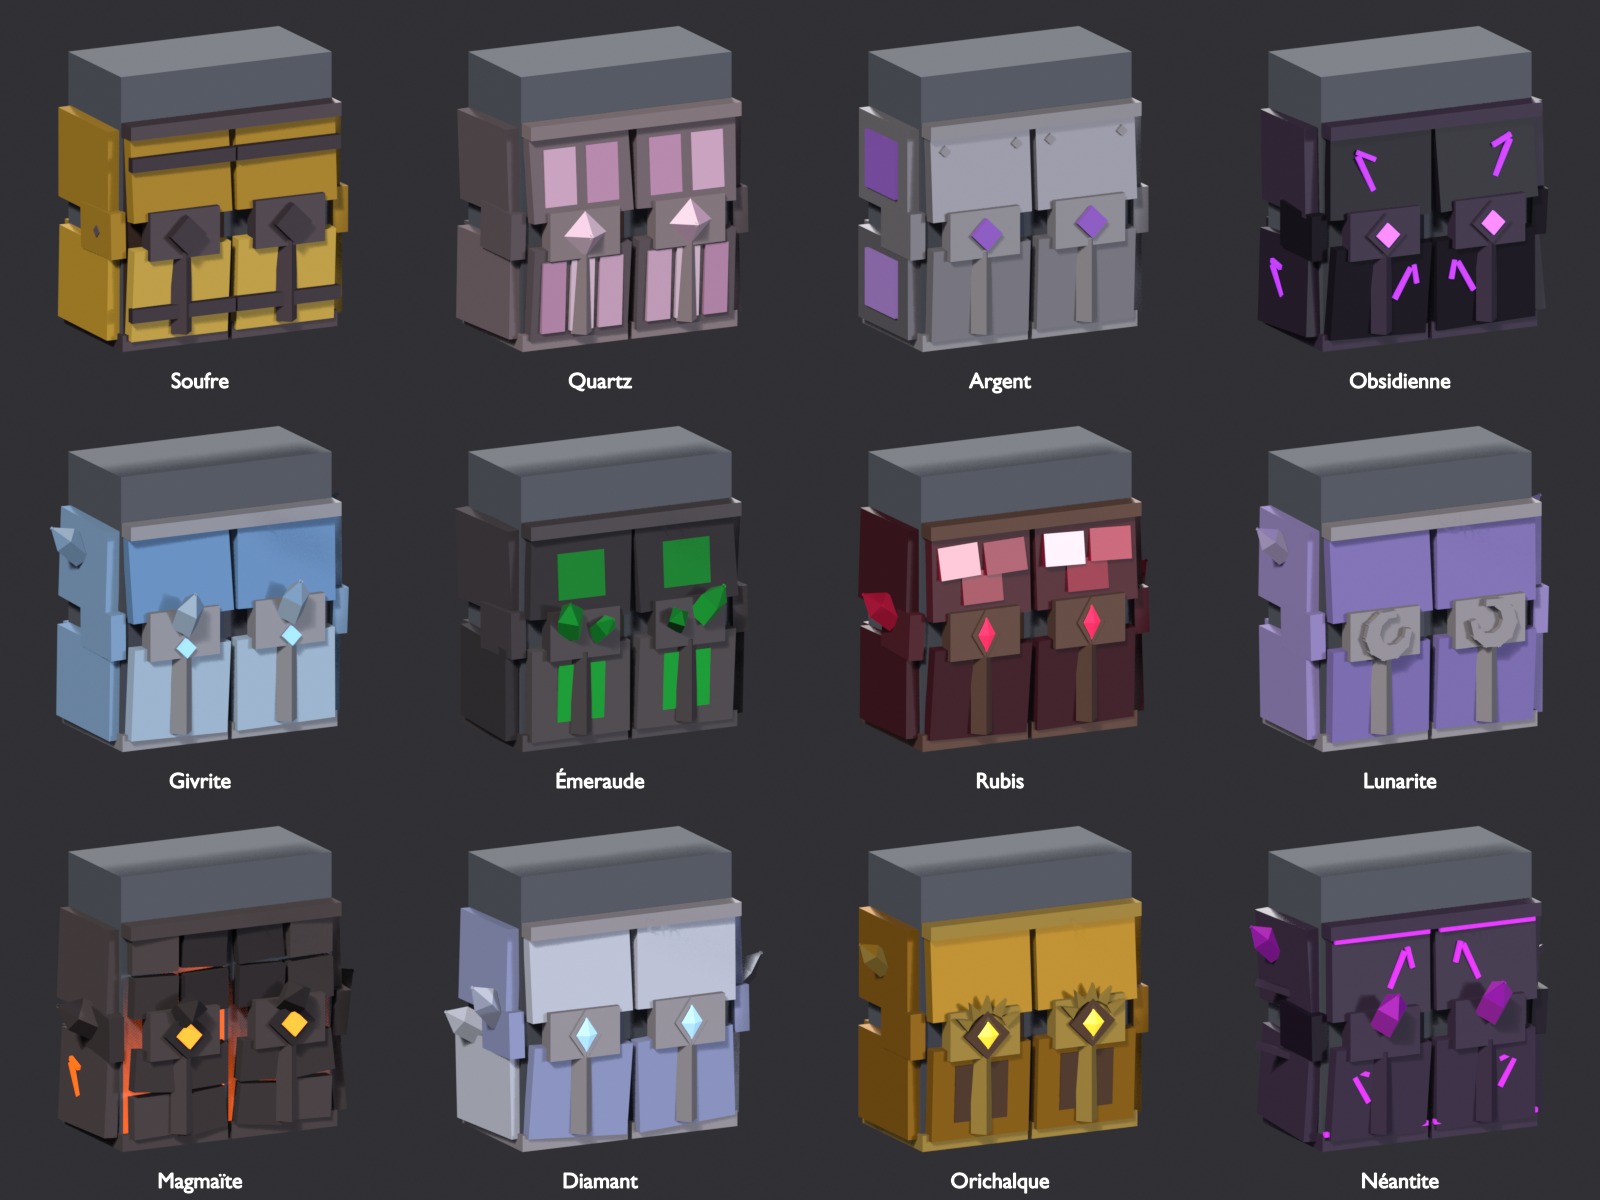 Soufre
Quartz
Argent
Obsidienne
Givrite
Émeraude
Rubis
Lunarite
Magmaïte
Diamant
Orichalque
Néantite